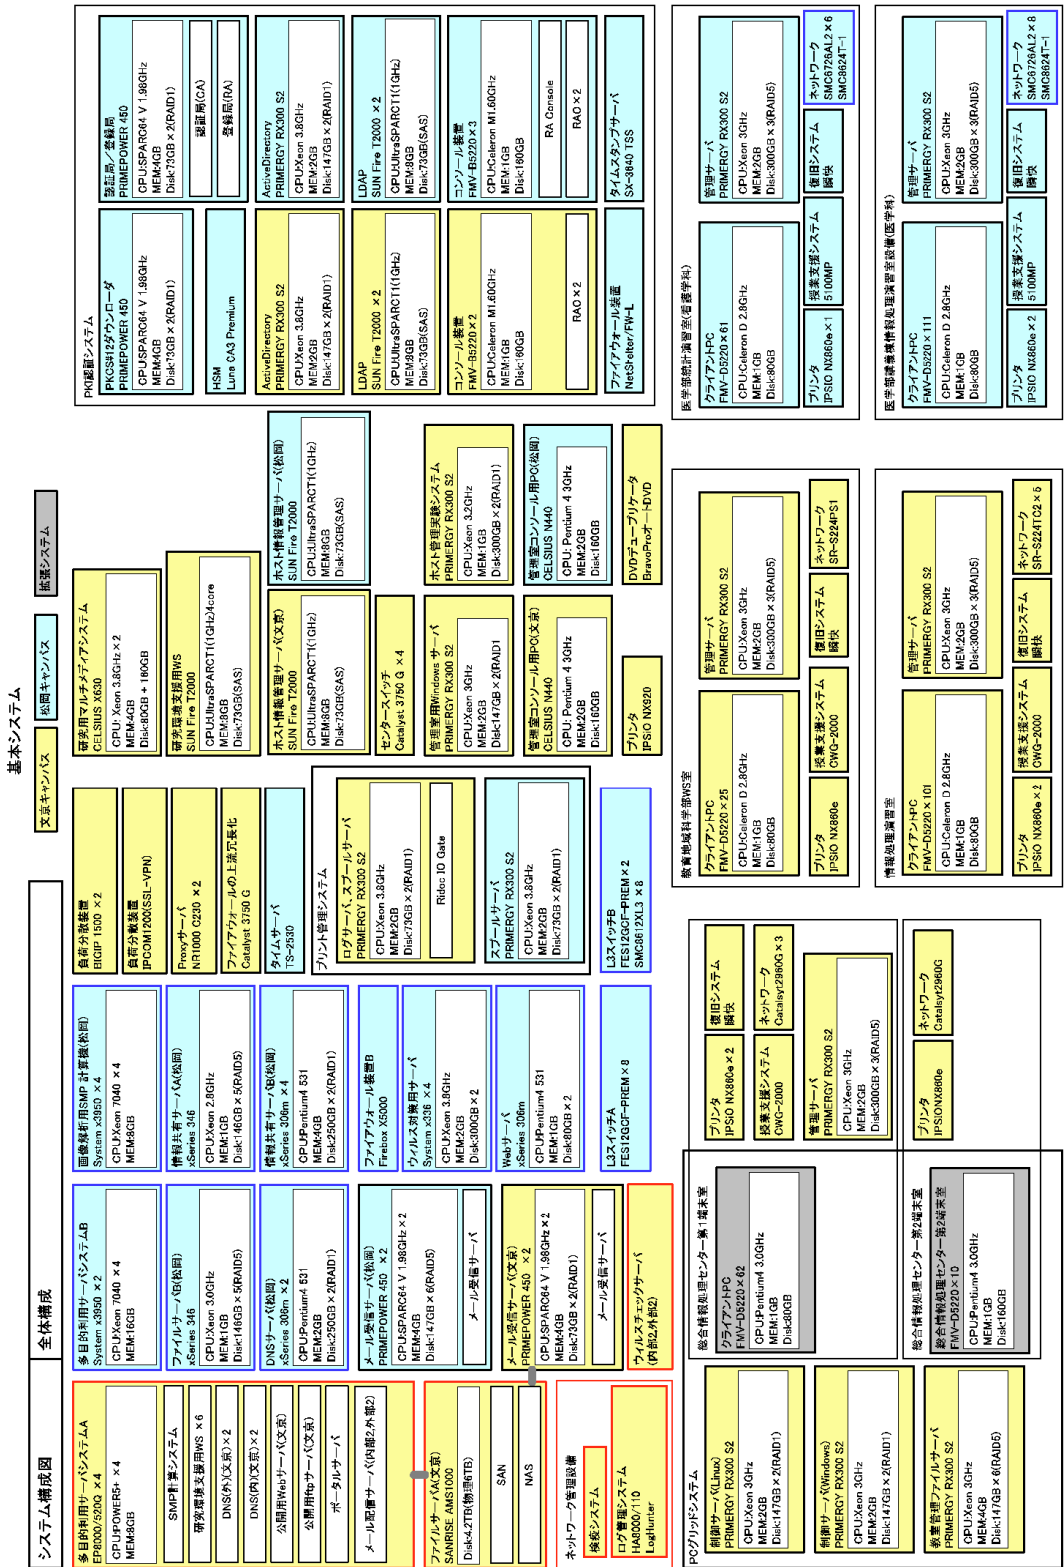 システム構成図
全体構成
基本システム
文京キャンパス
松岡キャンパス
拡張システム
多目的利用サーバシステムA
EP8000/520Q ×4
CPU:POWER5+ ×4
MEM:8GB
SMP計算システム
研究環境支援用WS ×6
DNS(外)(文京)×2
DNS(内)(文京)×2
公開用Webサーバ(文京)
公開用ftpサーバ(文京)
ポータルサーバ
メール配信サーバ(内部2,外部2)
ファイルサーバA(文京)
SANRISE AMS1000
Disk:4.2TB(物理6TB)
SAN
NAS
ネットワーク管理設備
検疫システム
ログ管理システム
HA8000/110
LogHunter
多目的利用サーバシステムB
System x3950 ×2
CPU:Xeon 7040 ×4
MEM:16GB
ファイルサーバB(松岡)
xSeries 346
CPU:Xeon 3.0GHz
MEM:1GB
Disk:146GB×5(RAID5)
DNSサーバ(松岡)
xSeries 306m ×2
CPU:Pentium4 531
MEM:2GB
Disk:250GB×2(RAID1)
メール受信サーバ(松岡)
PRIMEPOWER 450 ×2
CPU:SPARC64 V 1.98GHz×2
MEM:4GB
Disk:147GB×6(RAID5)
メール受信サーバ
メール受信サーバ(文京)
PRIMEPOWER 450 ×2
CPU:SPARC64 V 1.98GHz×2
MEM:4GB
Disk:73GB×2(RAID1)
メール受信サーバ
ウィルスチェックサーバ
(内部2,外部2)
画像解析用SMP 計算機(松岡)
System x3950 ×4
CPU:Xeon 7040 ×4
MEM:8GB
情報共有サーバA(松岡)
xSeries 346
CPU:Xeon 2.8GHz
MEM:1GB
Disk:146GB×5(RAID5)
情報共有サーバB(松岡)
xSeries 306m ×4
CPU:Pentium4 531
MEM:4GB
Disk:250GB×2(RAID1)
ファイアウォール装置B
Firebox X5000
ウィルス対策用サーバ
System x336 ×4
CPU:Xeon 3.8GHz
MEM:2GB
Disk:300GB×2
Webサーバ
xSeries 306m
CPU:Pentium4 531
MEM:1GB
Disk:80GB×2
L3スイッチA
FES12GCF-PREM×8
負荷分散装置
BIGIP 1500 ×2
負荷分散装置
IPCOM1200(SSL-VPN)
Proxyサーバ
NR1000 C230 ×2
ファイアウォールの上流冗長化
Catalyst 3750 G
タイムサーバ
TS-2530
プリント管理システム
ログサーバ、スプールサーバ
PRIMERGY RX300 S2
CPU:Xeon 3.8GHz
MEM:2GB
Disk:73GB×2(RAID1)
Ridoc IO Gate
スプールサーバ
PRIMERGY RX300 S2
CPU:Xeon 3.8GHz
MEM:2GB
Disk:73GB×2(RAID1)
L3スイッチB
FES12GCF-PREM×2
SMC8612XL3 ×8
研究用マルチメディアシステム
CELSIUS X630
CPU: Xeon 3.8GHz×2
MEM:4GB
Disk:80GB + 160GB
研究環境支援用WS
SUN Fire T2000
CPU:UltraSPARCT1(1GHz)4core
MEM:8GB
Disk:73GB(SAS)
ホスト情報管理サーバ(文京)
SUN Fire T2000
CPU:UltraSPARCT1(1GHz)
MEM:8GB
Disk:73GB(SAS)
ホスト情報管理サーバ(松岡)
SUN Fire T2000
CPU:UltraSPARCT1(1GHz)
MEM:8GB
Disk:73GB(SAS)
センタースイッチ
Catalyst 3750 G ×4
管理室用Windows サーバ
PRIMERGY RX300 S2
CPU:Xeon 3GHz
MEM:2GB
Disk:147GB×2(RAID1)
ホスト管理実験システム
PRIMERGY RX300 S2
CPU:Xeon 3.2GHz
MEM:1GB
Disk:300GB×2(RAID1)
管理室コンソール用PC(文京)
CELSIUS N440
CPU: Pentium 4 3GHz
MEM:2GB
Disk:160GB
管理室コンソール用PC(松岡)
CELSIUS N440
CPU: Pentium 4 3GHz
MEM:2GB
Disk:160GB
プリンタ
IPSiO NX920
DVDデュープリケータ
BravoProオートDVD
PKI認証システム
PKCS#12ダウンローダ
PRIMEPOWER 450
CPU:SPARC64 V 1.98GHz
MEM:4GB
Disk:73GB×2(RAID1)
認証局/登録局
PRIMEPOWER 450
CPU:SPARC64 V 1.98GHz
MEM:4GB
Disk:73GB×2(RAID1)
認証局(CA)
登録局(RA)
HSM
Luna CA3 Premium
ActiveDirectory
PRIMERGY RX300 S2
CPU:Xeon 3.8GHz
MEM:2GB
Disk:147GB×2(RAID1)
ActiveDirectory
PRIMERGY RX300 S2
CPU:Xeon 3.8GHz
MEM:2GB
Disk:147GB×2(RAID1)
LDAP
SUN Fire T2000 ×2
CPU:UltraSPARCT1(1GHz)
MEM:8GB
Disk:73GB(SAS)
LDAP
SUN Fire T2000 ×2
CPU:UltraSPARCT1(1GHz)
MEM:8GB
Disk:73GB(SAS)
コンソール装置
FMV-B5220×2
CPU:Celeron M1.60GHz
MEM:1GB
Disk:160GB
RAO×2
コンソール装置
FMV-B5220×3
CPU:Celeron M1.60GHz
MEM:1GB
Disk:160GB
RA Console
RAO×2
ファイアウォール装置
NetShelter/FW-L
タイムスタンプサーバ
SX-3640 TSS
PCグリッドシステム
制御サーバ(Linux)
PRIMERGY RX300 S2
CPU:Xeon 3GHz
MEM:2GB
Disk:147GB×2(RAID1)
制御サーバ(Windows)
PRIMERGY RX300 S2
CPU:Xeon 3GHz
MEM:2GB
Disk:147GB×2(RAID1)
教室管理ファイルサーバ
PRIMERGY RX300 S2
CPU:Xeon 3GHz
MEM:4GB
Disk:147GB×6(RAID5)
総合情報処理センター第1端末室
クライアントPC
FMV-D5220×62
CPU:Pentium4 3.0GHz
MEM:1GB
Disk:80GB
プリンタ
IPSiO NX860e×2
復旧システム
瞬快
授業支援システム
CWG-2000
ネットワーク
Catalsyt2960G×3
管理サーバ
PRIMERGY RX300 S2
CPU:Xeon 3GHz
MEM:2GB
Disk:300GB×3(RAID5)
総合情報処理センター第2端末室
総合情報処理センター第2端末室
FMV-D5220×10
CPU:Pentium4 3.0GHz
MEM:1GB
Disk:160GB
プリンタ
IPSiONX860e
ネットワーク
Catalsyt2960G
教育地域科学部WS室
クライアントPC
FMV-D5220×25
CPU:Celeron D 2.8GHz
MEM:1GB
Disk:80GB
管理サーバ
PRIMERGY RX300 S2
CPU:Xeon 3GHz
MEM:2GB
Disk:300GB×3(RAID5)
プリンタ
IPSiO NX860e
授業支援システム
CWG-2000
復旧システム
瞬快
ネットワーク
SR-S224PS1
情報処理演習室
クライアントPC
FMV-D5220×101
CPU:Celeron D 2.8GHz
MEM:1GB
Disk:80GB
管理サーバ
PRIMERGY RX300 S2
CPU:Xeon 3GHz
MEM:2GB
Disk:300GB×3(RAID5)
プリンタ
IPSiO NX860e×2
授業支援システム
CWG-2000
復旧システム
瞬快
ネットワーク
SR-S224TC2×5
医学部統計演習室(看護学科)
クライアントPC
FMV-D5220×61
CPU:Celeron D 2.8GHz
MEM:1GB
Disk:80GB
管理サーバ
PRIMERGY RX300 S2
CPU:Xeon 3GHz
MEM:2GB
Disk:300GB×3(RAID5)
プリンタ
IPSiO NX860e×1
授業支援システム
5100MP
復旧システム
瞬快
ネットワーク
SMC6726AL2×6
SMC8624T-1
医学部講義棟情報処理演習室設備(医学科)
クライアントPC
FMV-D5220×111
CPU:Celeron D 2.8GHz
MEM:1GB
Disk:80GB
管理サーバ
PRIMERGY RX300 S2
CPU:Xeon 3GHz
MEM:2GB
Disk:300GB×3(RAID5)
プリンタ
IPSiO NX860e×2
授業支援システム
5100MP
復旧システム
瞬快
ネットワーク
SMC6726AL2×8
SMC8624T-1